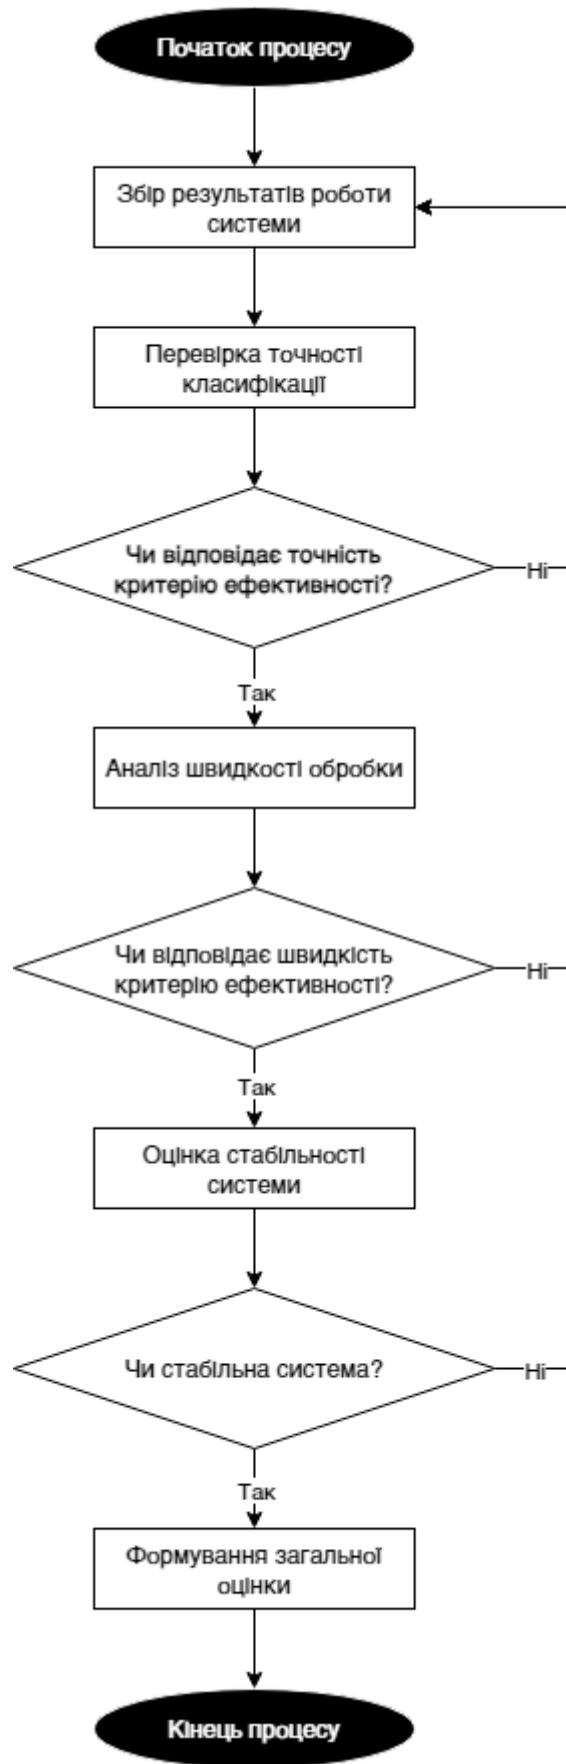 Початок процесу
Збір результатів роботи
системи
Перевірка точності
класифікації
Чи відповідає точність
критерію ефективності?
Ні
Так
Аналіз швидкості обробки
Чи відповідає швидкість
критерію ефективності?
Ні
Так
Оцінка стабільності
системи
Чи стабільна система?
Ні
Так
Формування загальної
оцінки
Кінець процесу